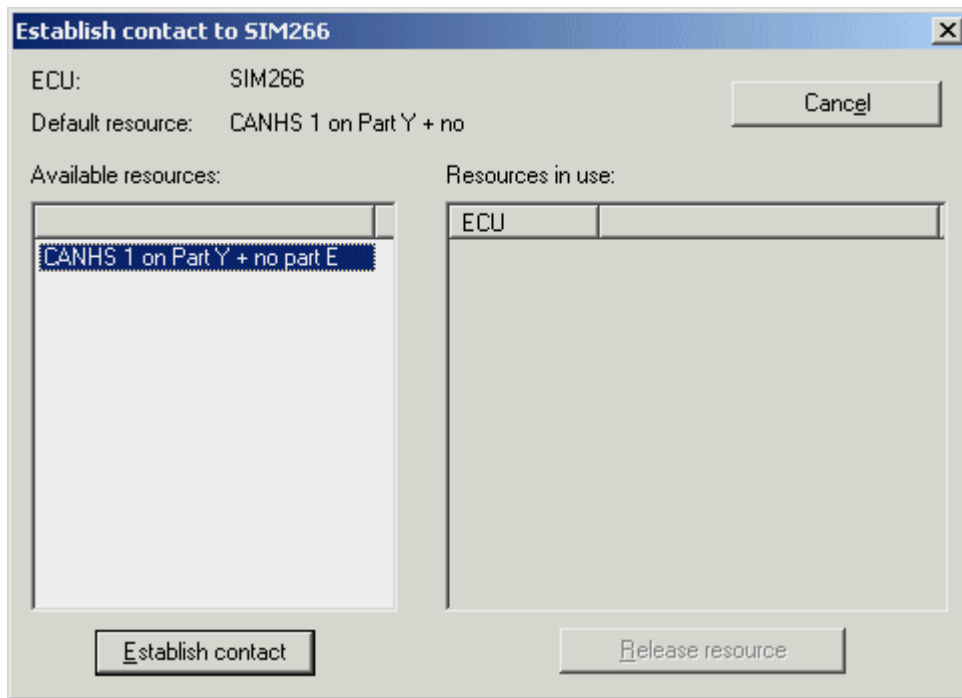 Establish contact to SIM266
ECU: SIM266
Cancel
Default resource: CANHS 1 on Part Y + no
Available resources:
CANHS 1 on Part Y + no part E
Resources in use:
ECU
Establish contact
Release resource